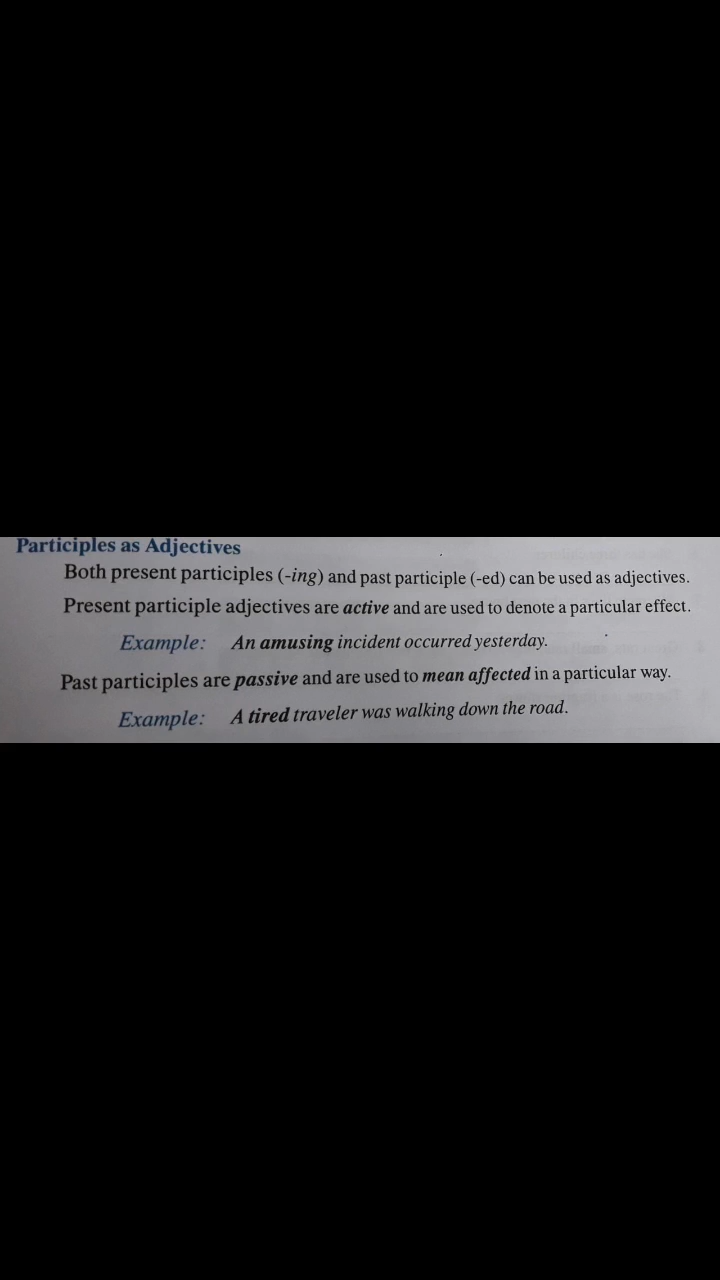 Participles as Adjectives
Both present participles (-ing) and past participle (-ed) can be used as adjectives.
Present participle adjectives are active and are used to denote a particular effect.
Example: An amusing incident occurred yesterday.
Past participles are passive and are used to mean affected in a particular way.
Example: A tired traveler was walking down the road.